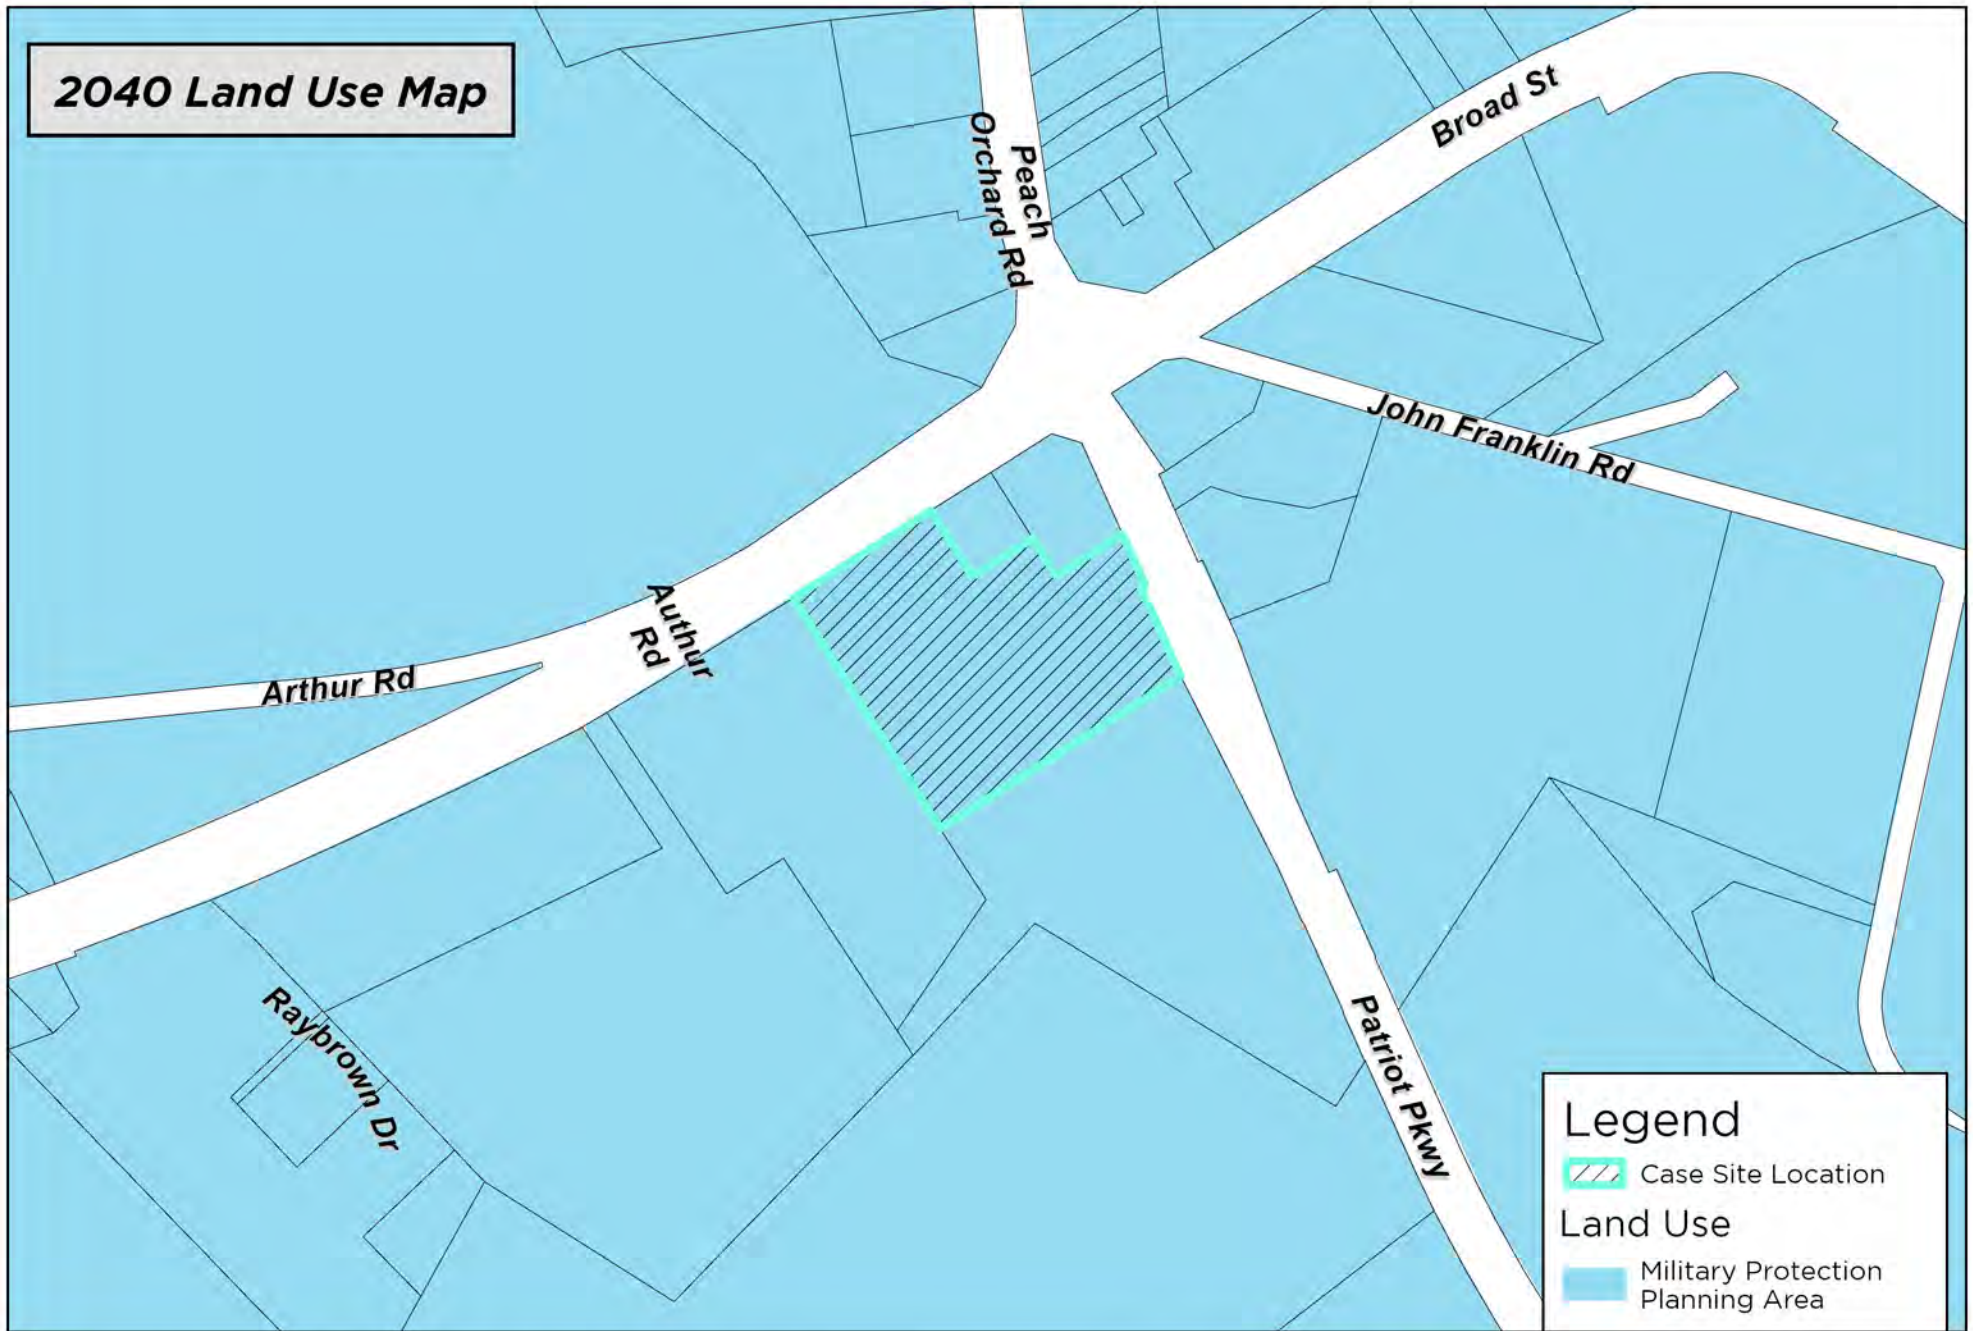 2040 Land Use Map
Peach
Orchard Rd
Broad St
John Franklin Rd
Authur
Rd
Arthur Rd
Raybrown Dr
Patriot Pkwy
Legend
Case Site Location
Land Use
Military Protection
Planning Area